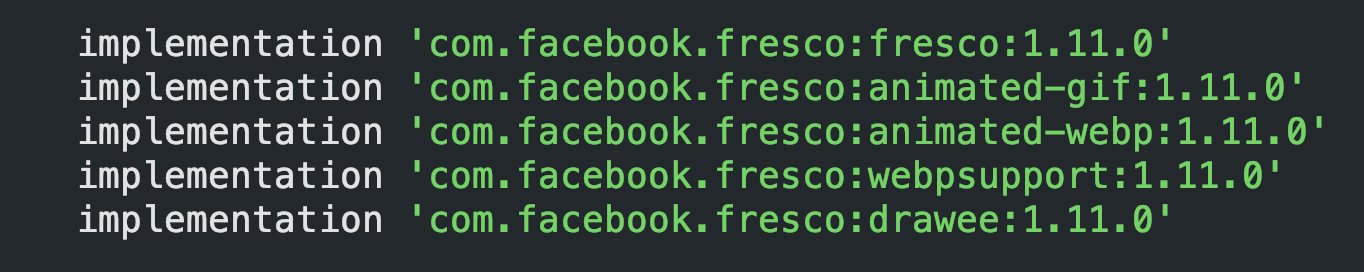 implementation 'com.facebook.fresco:fresco:1.11.0'
implementation 'com.facebook.fresco:animated-gif:1.11.0'
implementation 'com.facebook.fresco:animated-webp:1.11.0'
implementation 'com.facebook.fresco:webpsupport:1.11.0'
implementation 'com.facebook.fresco:drawee:1.11.0'